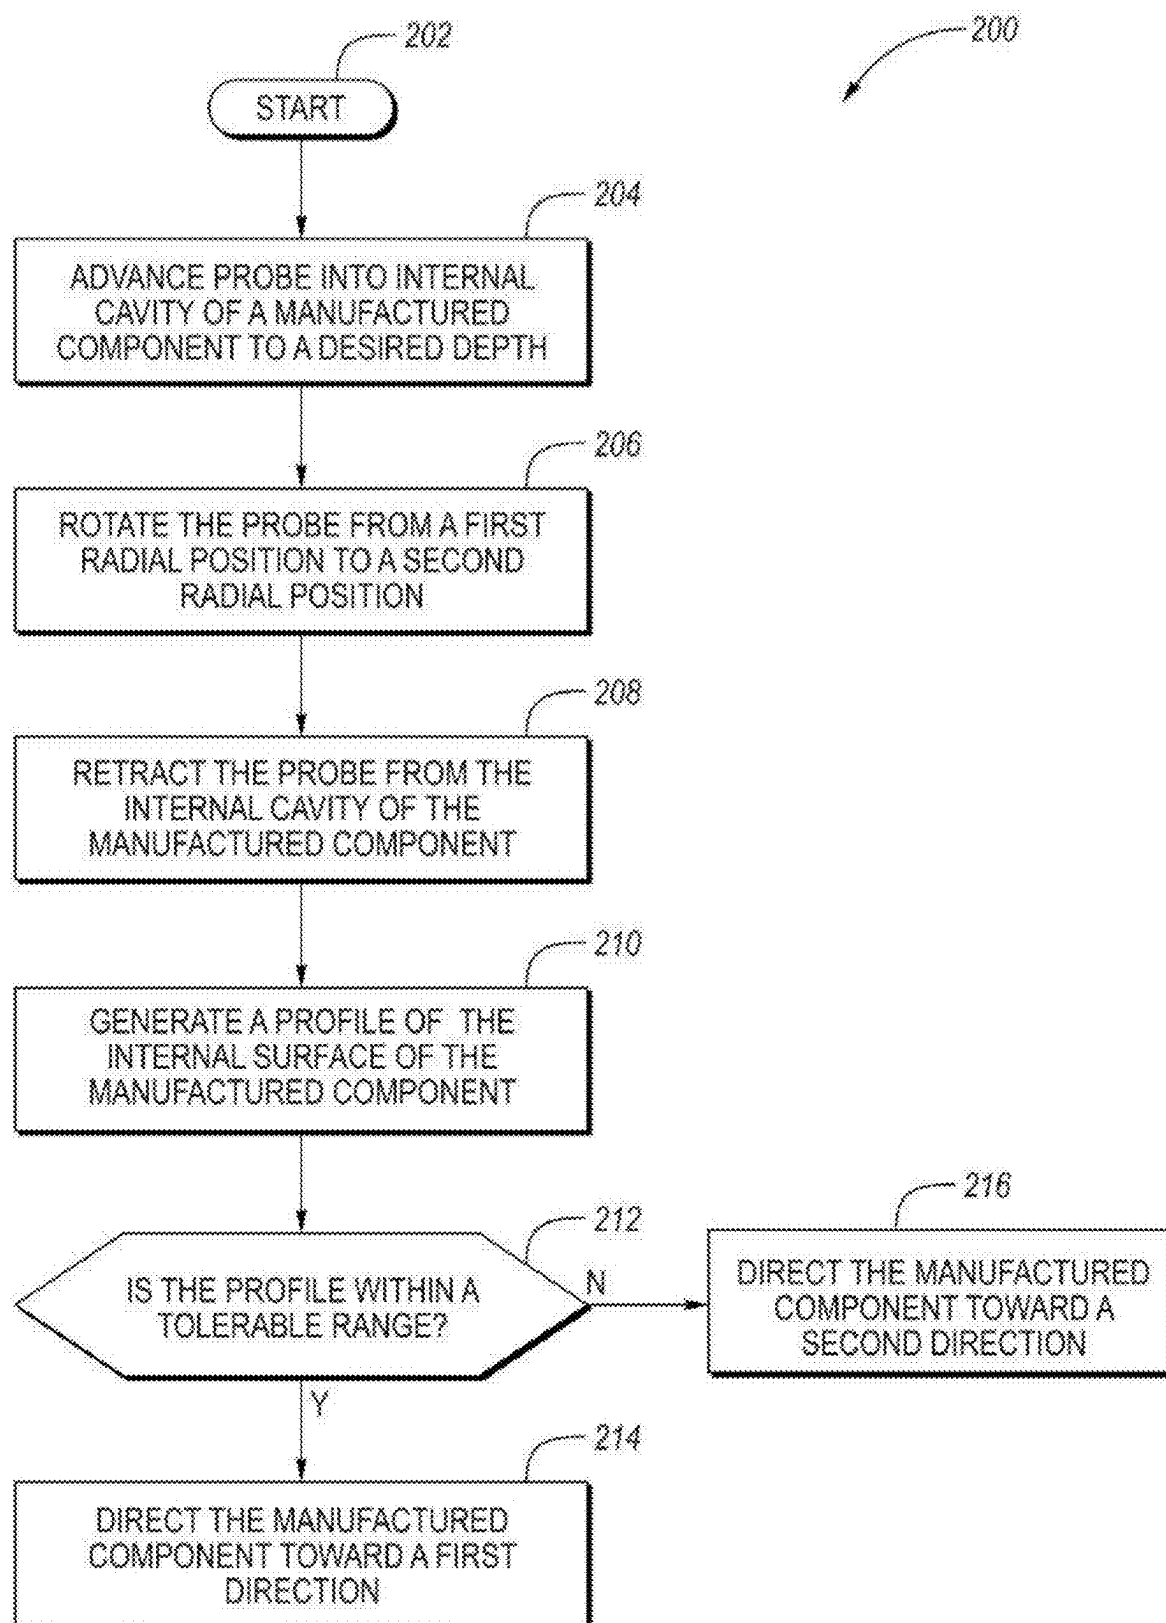 202
200
START
204
ADVANCE PROBE INTO INTERNAL
CAVITY OF A MANUFACTURED
COMPONENT TO A DESIRED DEPTH
206
ROTATE THE PROBE FROM A FIRST
RADIAL POSITION TO A SECOND
RADIAL POSITION
208
RETRACT THE PROBE FROM THE
INTERNAL CAVITY OF THE
MANUFACTURED COMPONENT
210
GENERATE A PROFILE OF THE
INTERNAL SURFACE OF THE
MANUFACTURED COMPONENT
212
IS THE PROFILE WITHIN A
TOLERABLE RANGE?
N
216
DIRECT THE MANUFACTURED
COMPONENT TOWARD A
SECOND DIRECTION
Y
214
DIRECT THE MANUFACTURED
COMPONENT TOWARD A FIRST
DIRECTION